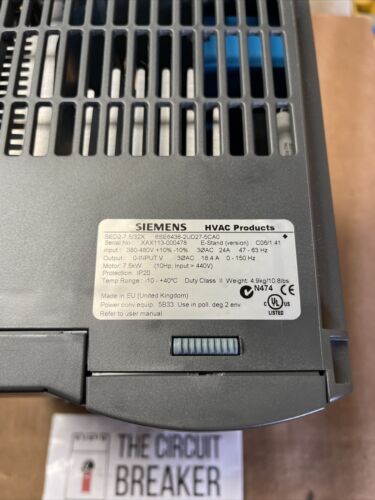 SIEMENS HVAC Products
SED2-7.5/32X 6SE6436-2UD27-5CA0
Serial No.: XAX113-000478 E-Stand (version): C06/1.41
Input: 380-480V +10% -10% 3ØAC 24A 47 - 63 Hz
Output: 0-INPUT V 3ØAC 18.4 A 0 - 150 Hz
Motor: 7.5kW (10Hp, Input > 440V)
Protection: IP20
Temp Range: -10 - +40ºC Duty Class II Weight: 4.9kg/10.8lbs
Made in EU (United Kingdom) N474 CE
Power conv.equip. 5B33 Use in poll. deg.2 env.
Refer to user manual
UL
LISTED
THE CIRCUIT
BREAKER